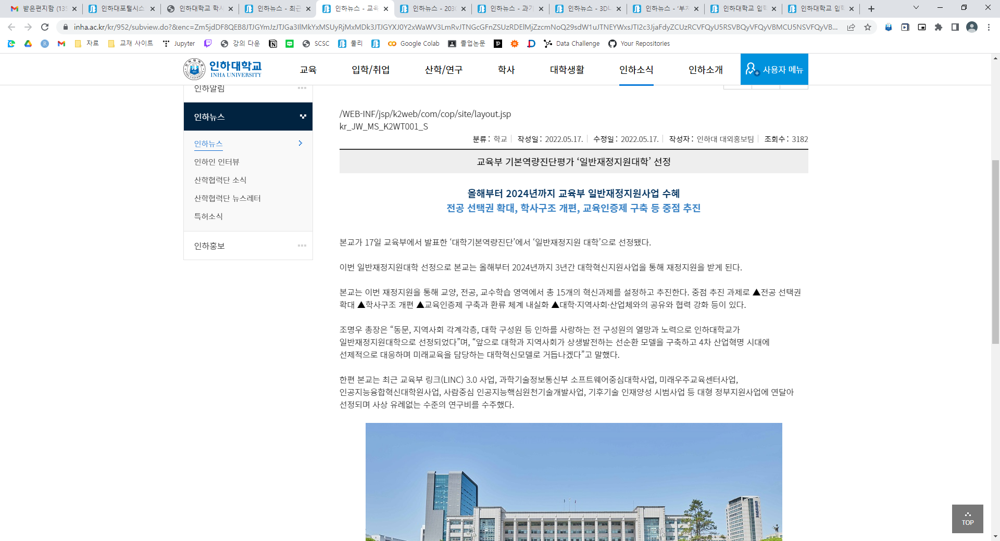 받은편지함 (135
인하대포털시스
인하대학교 학사
인하뉴스 - 최근
인하뉴스 - 교육
인하뉴스 - 2030
인하뉴스 - 과기
인하뉴스 - 3D나
인하뉴스 - '부자
인하대학교 입학
인하대학교 입학
자료
교재 사이트
Jupyter
강의 다운
SCSC
물리
Google Colab
졸업논문
Data Challenge
Your Repositories
인하대학교
INHA UNIVERSITY
교육
입학/취업
산학/연구
학사
대학생활
인하소식
인하소개
사용자 메뉴
인하알림
인하뉴스
인하뉴스
인하인 인터뷰
산학협력단 소식
산학협력단 뉴스레터
특허소식
인하홍보
/WEB-INF/jsp/k2web/com/cop/site/layout.jsp
kr_JW_MS_K2WT001_S
분류 : 학교 작성일 : 2022.05.17. 수정일 : 2022.05.17. 작성자 : 인하대 대외홍보팀 조회수 : 3182
교육부 기본역량진단평가 ‘일반재정지원대학’ 선정
올해부터 2024년까지 교육부 일반재정지원사업 수혜
전공 선택권 확대, 학사구조 개편, 교육인증제 구축 등 중점 추진
본교가 17일 교육부에서 발표한 ‘대학기본역량진단’에서 ‘일반재정지원 대학’으로 선정됐다.
이번 일반재정지원대학 선정으로 본교는 올해부터 2024년까지 3년간 대학혁신지원사업을 통해 재정지원을 받게 된다.
본교는 이번 재정지원을 통해 교양, 전공, 교수학습 영역에서 총 15개의 혁신과제를 설정하고 추진한다. 중점 추진 과제로 ▲전공 선택권
확대 ▲학사구조 개편 ▲교육인증제 구축과 환류 체계 내실화 ▲대학·지역사회·산업체와의 공유와 협력 강화 등이 있다.
조명우 총장은 “동문, 지역사회 각계각층, 대학 구성원 등 인하를 사랑하는 전 구성원의 열망과 노력으로 인하대학교가
일반재정지원대학으로 선정되었다”며, “앞으로 대학과 지역사회가 상생발전하는 선순환 모델을 구축하고 4차 산업혁명 시대에
선제적으로 대응하며 미래교육을 담당하는 대학혁신모델로 거듭나겠다”고 말했다.
한편 본교는 최근 교육부 링크(LINC) 3.0 사업, 과학기술정보통신부 소프트웨어중심대학사업, 미래우주교육센터사업,
인공지능융합혁신대학원사업, 사람중심 인공지능핵심원천기술개발사업, 기후기술 인재양성 시범사업 등 대형 정부지원사업에 연달아
선정되며 사상 유례없는 수준의 연구비를 수주했다.
TOP